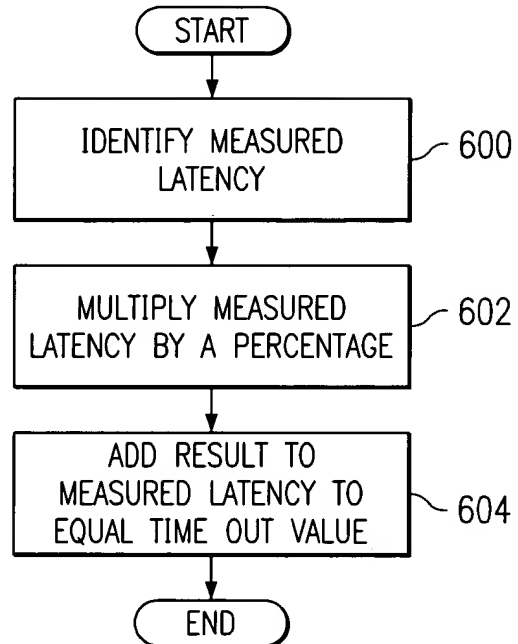 START
IDENTIFY MEASURED
LATENCY
600
MULTIPLY MEASURED
LATENCY BY A PERCENTAGE
602
ADD RESULT TO
MEASURED LATENCY TO
EQUAL TIME OUT VALUE
604
END